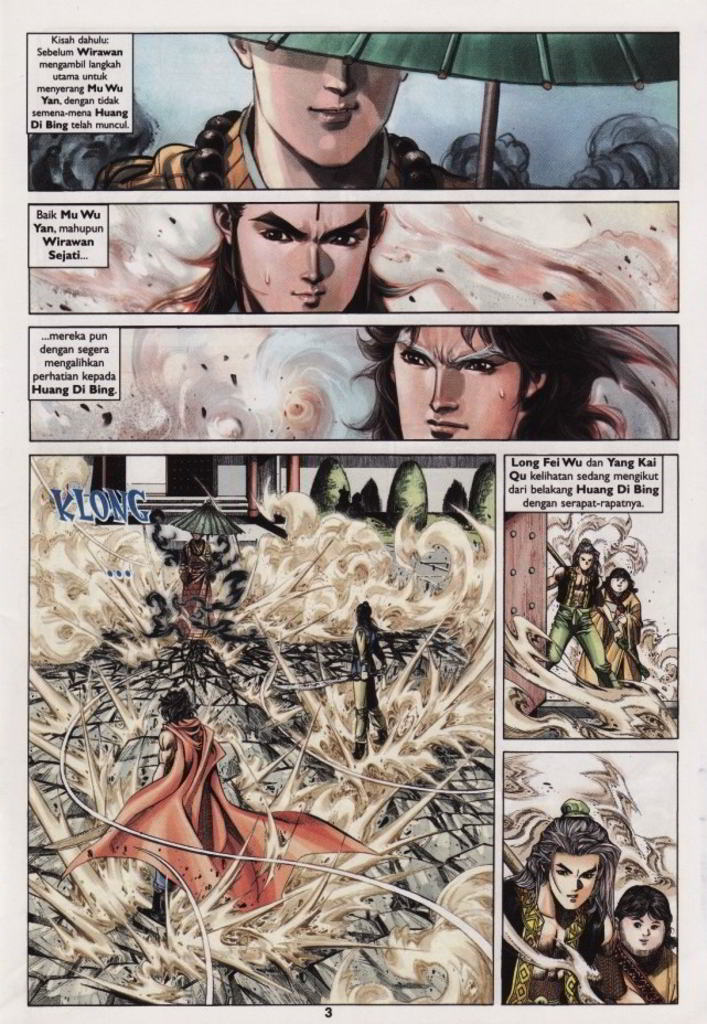 Kisah dahulu:
Sebelum Wirawan
mengambil langkah
utama untuk
menyerang Mu Wu
Yan, dengan tidak
semena-mena Huang
Di Bing telah muncul.
Baik Mu Wu
Yan, mahupun
Wirawan
Sejati...
...mereka pun
dengan segera
mengalihkan
perhatian kepada
Huang Di Bing.
KLONG
...
Long Fei Wu dan Yang Kai
Qu kelihatan sedang mengikut
dari belakang Huang Di Bing
dengan serapat-rapatnya.
3